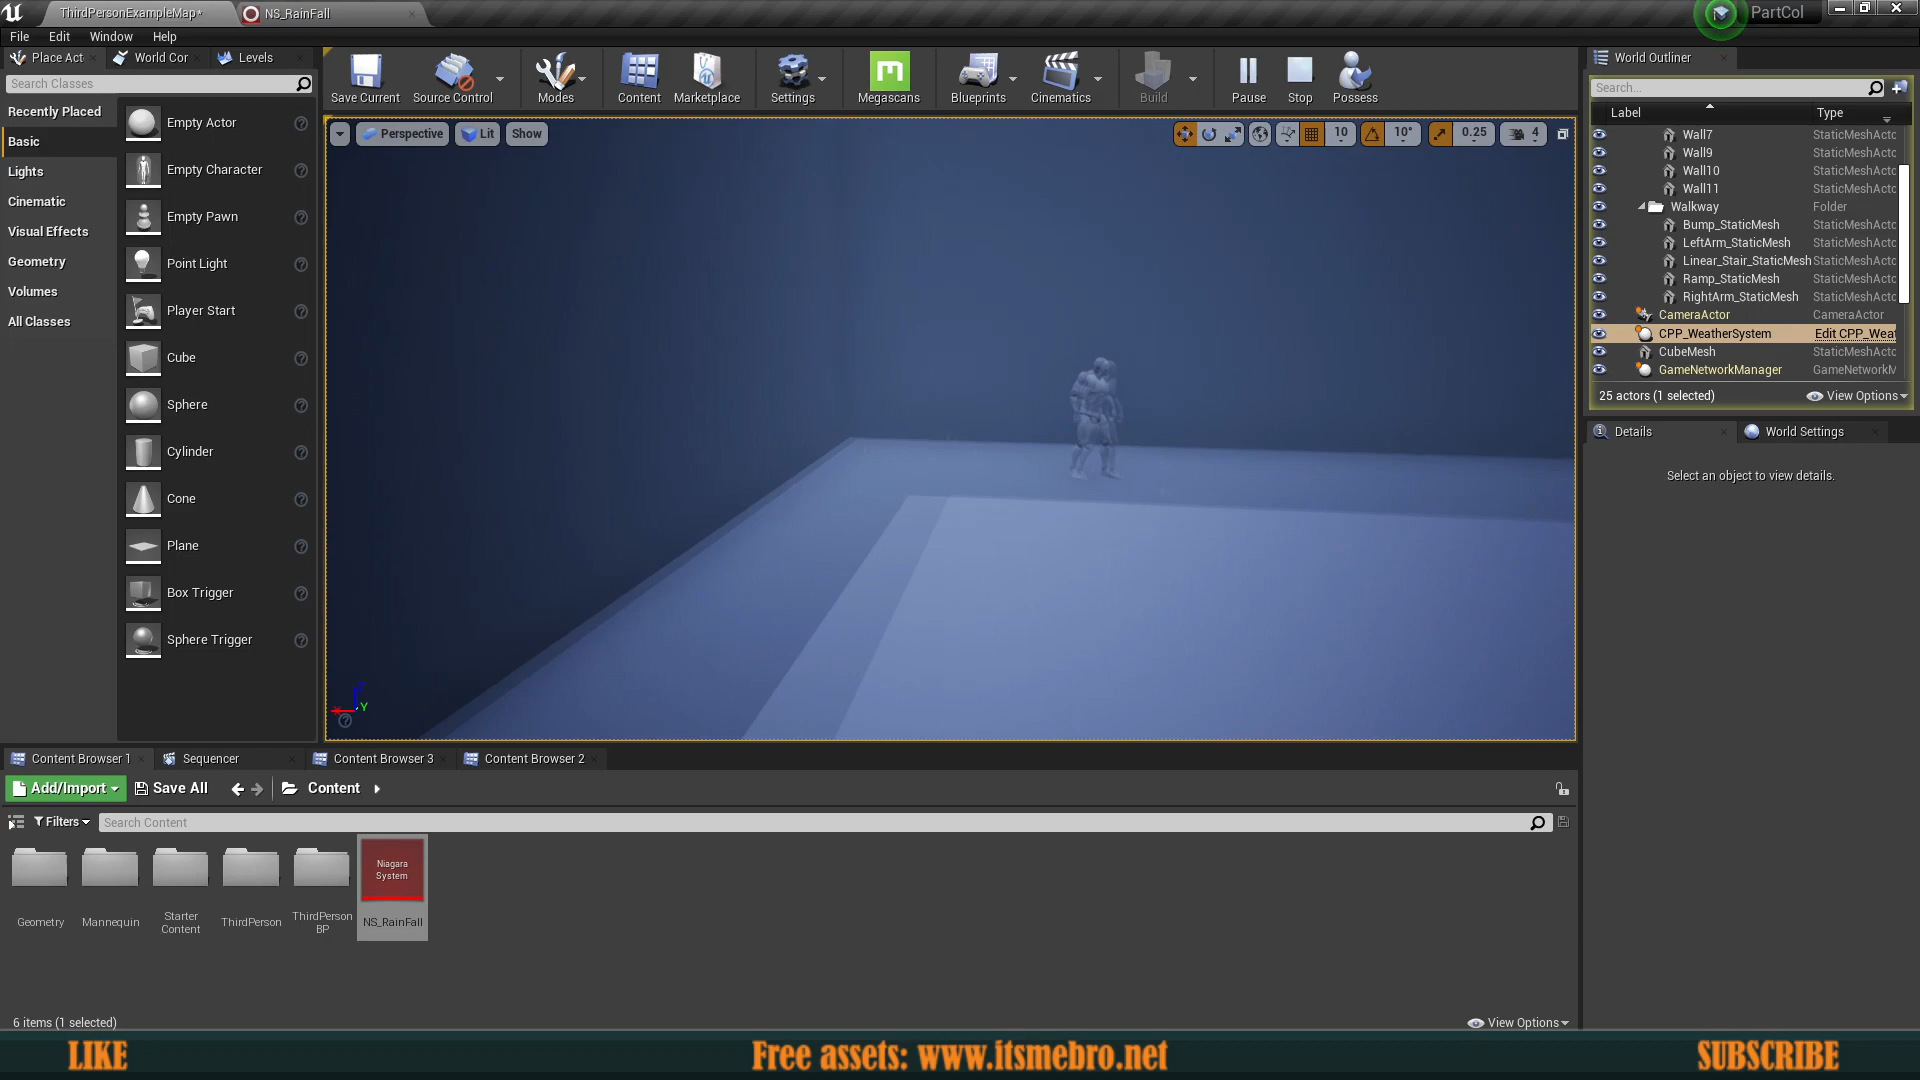 ThirdPersonExampleMap*
NS_RainFall
PartCol
File Edit Window Help
Place Act
World Cor
Levels
Search Classes
Recently Placed
Basic
Lights
Cinematic
Visual Effects
Geometry
Volumes
All Classes
Empty Actor
Empty Character
Empty Pawn
Point Light
Player Start
Cube
Sphere
Cylinder
Cone
Plane
Box Trigger
Sphere Trigger
Save Current
Source Control
Modes
Content
Marketplace
Settings
Megascans
Blueprints
Cinematics
Build
Pause
Stop
Possess
Perspective
Lit
Show
10
10°
0.25
4
Y
World Outliner
Search...
Label Type
Wall7 StaticMeshActo
Wall9 StaticMeshActo
Wall10 StaticMeshActo
Wall11 StaticMeshActo
Walkway Folder
Bump_StaticMesh StaticMeshActo
LeftArm_StaticMesh StaticMeshActo
Linear_Stair_StaticMesh StaticMeshActo
Ramp_StaticMesh StaticMeshActo
RightArm_StaticMesh StaticMeshActo
CameraActor CameraActor
CPP_WeatherSystem Edit CPP_Weat
CubeMesh StaticMeshActo
GameNetworkManager GameNetworkM
25 actors (1 selected)
View Options
Details
World Settings
Select an object to view details.
Content Browser 1
Sequencer
Content Browser 3
Content Browser 2
Add/Import
Save All
Content
Filters
Search Content
Geometry
Mannequin
Starter
Content
ThirdPerson
ThirdPerson
BP
Niagara
System
NS_RainFall
6 items (1 selected)
View Options
LIKE
Free assets: www.itsmebro.net
SUBSCRIBE